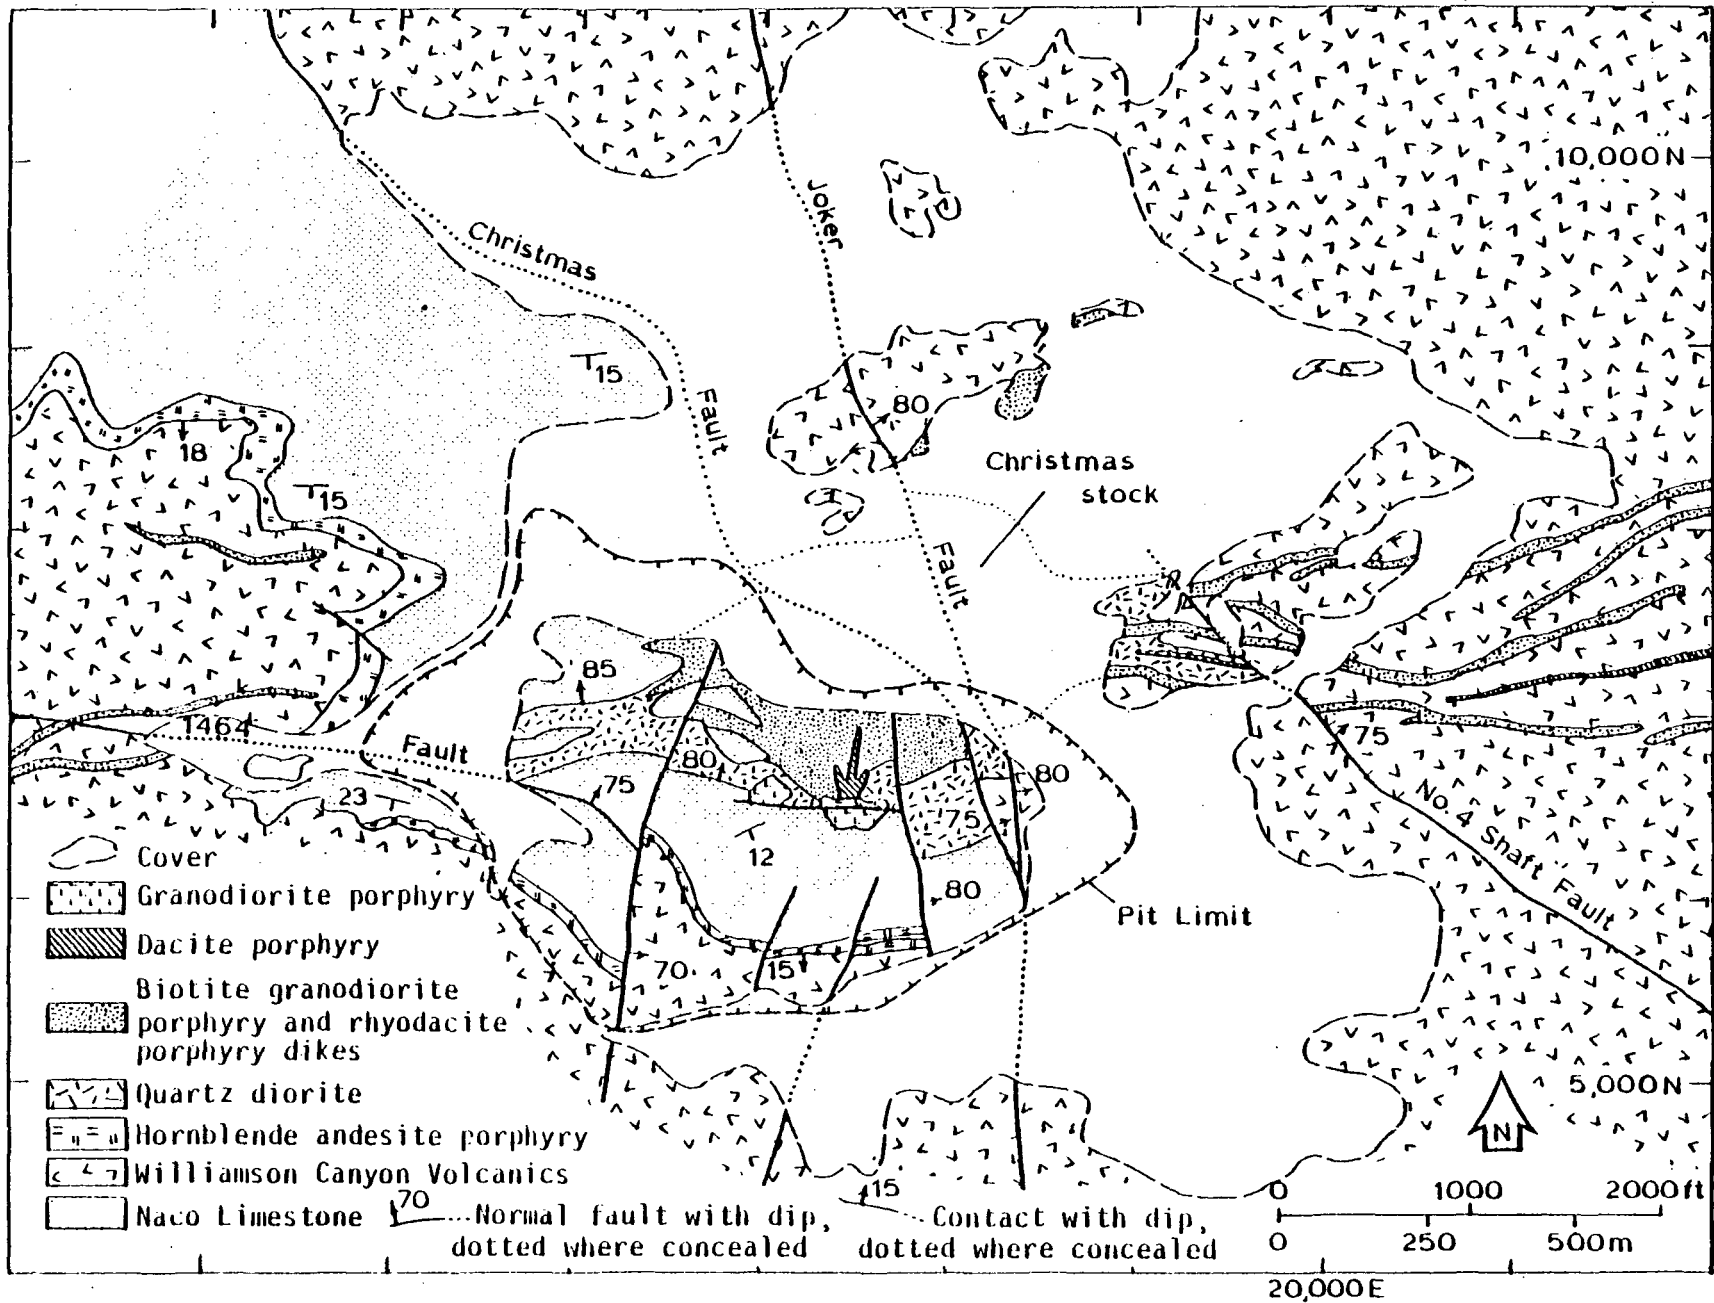 10,000N
Christmas
Joker
Fault
15
80
18
15
Christmas
stock
Fault
85
1464
Fault
80
75
80
75
75
23
12
80
No. 4 Shaft Fault
Pit Limit
70
15
Cover
Granodiorite porphyry
Dacite porphyry
Biotite granodiorite
porphyry and rhyodacite
porphyry dikes
Quartz diorite
Hornblende andesite porphyry
Williamson Canyon Volcanics
Naco Limestone
70
Normal fault with dip,
dotted where concealed
15
Contact with dip,
dotted where concealed
5,000N
N
0 1000 2000ft
0 250 500m
20,000E